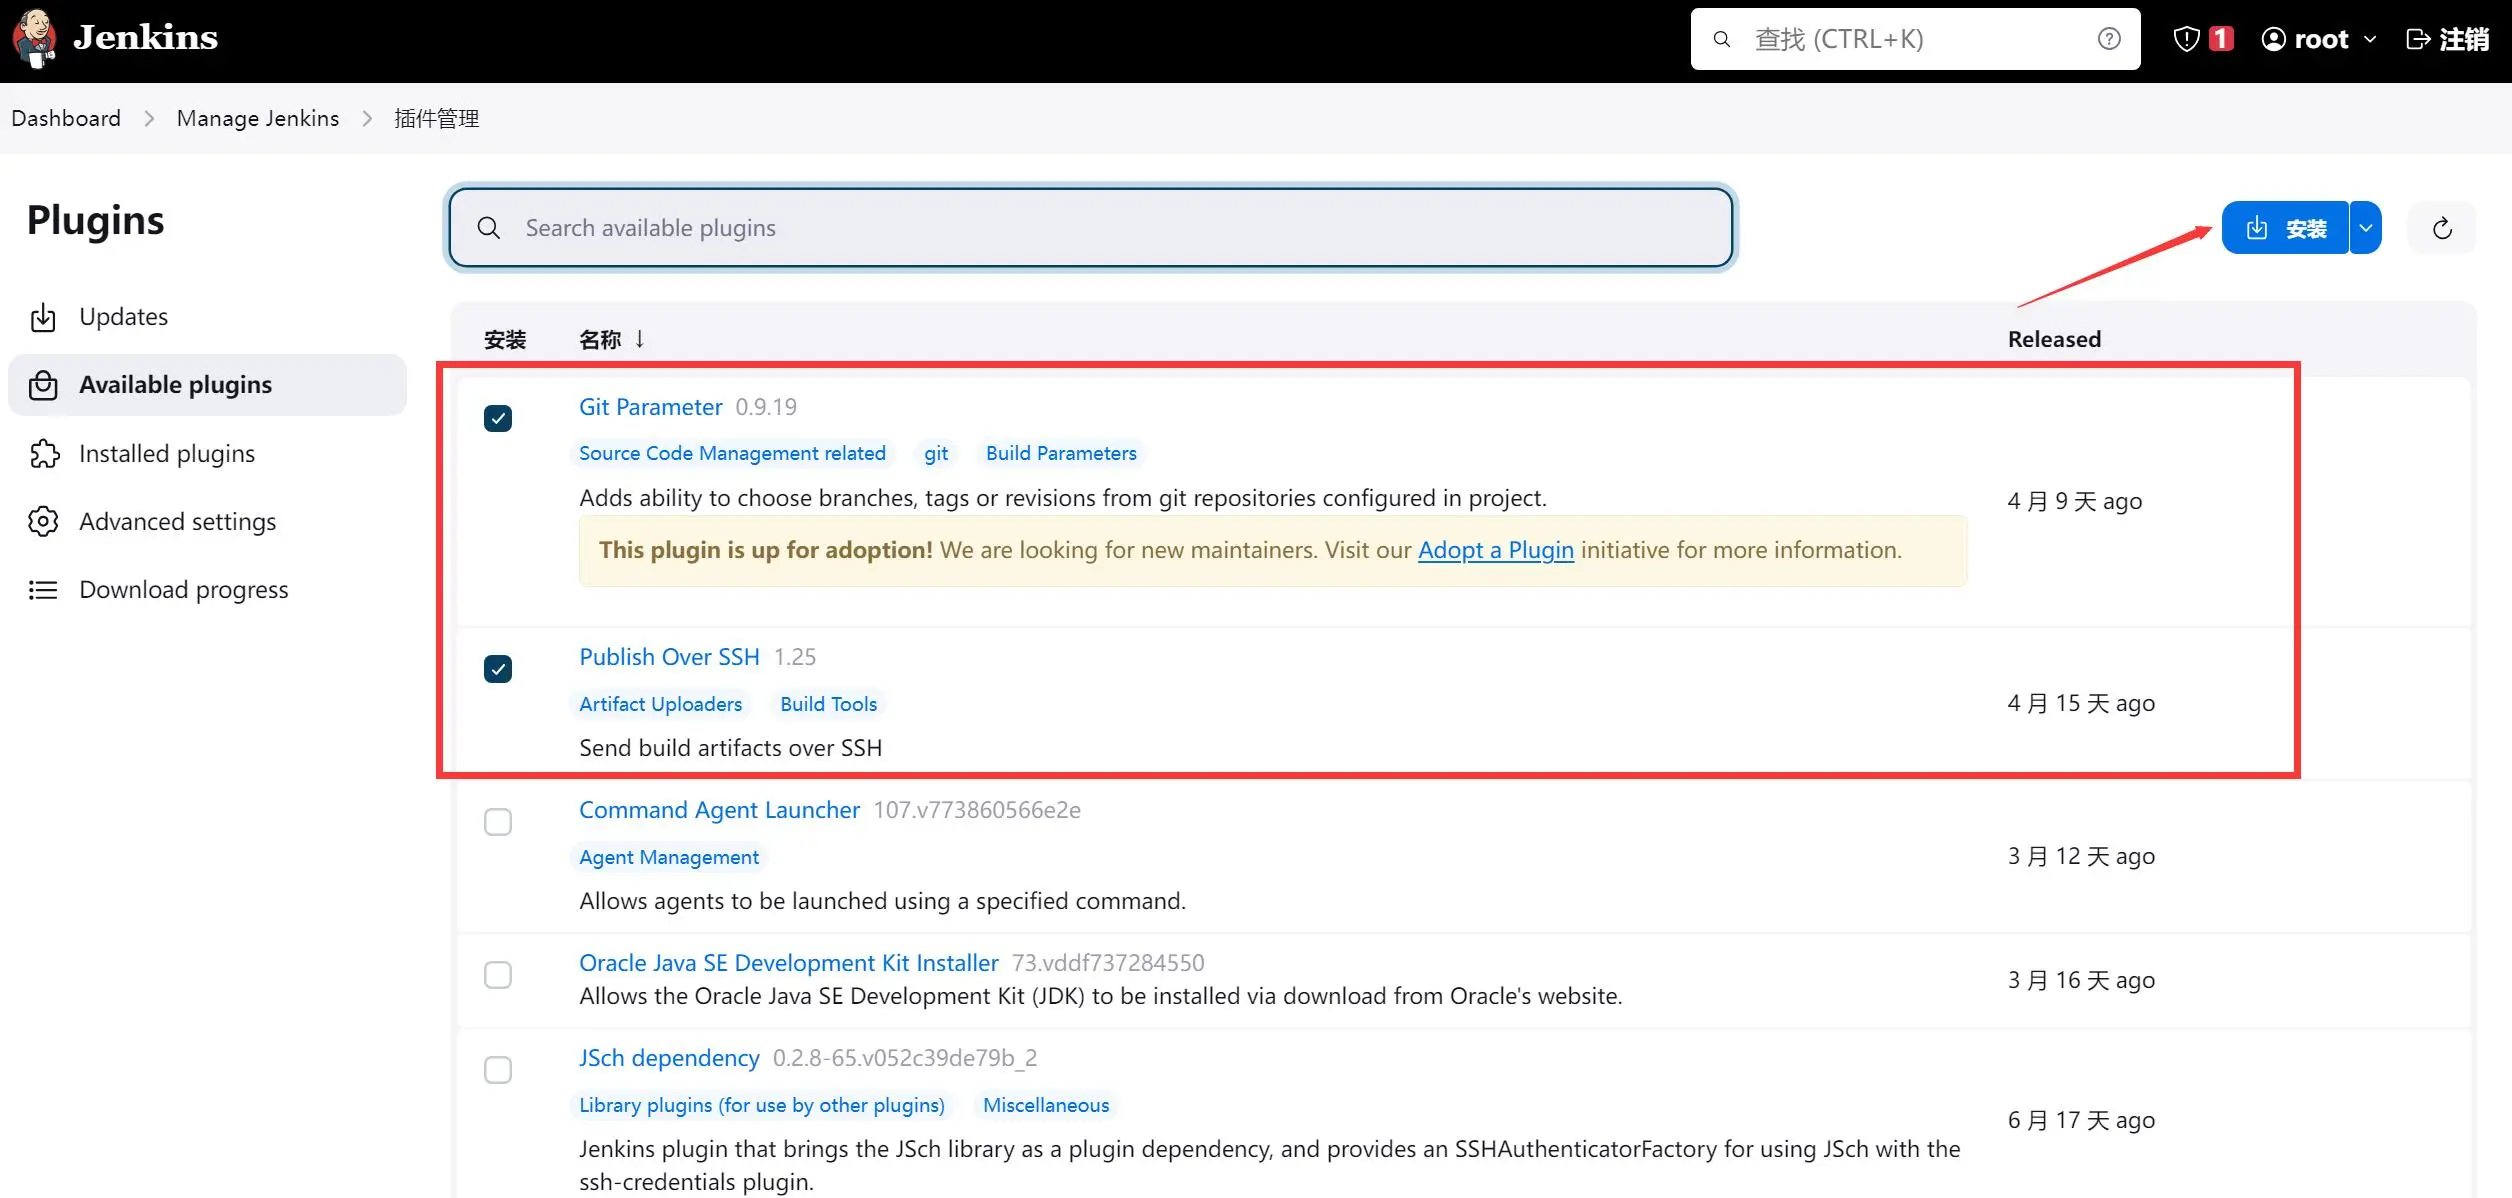 Jenkins
查找 (CTRL+K)
1
root
注销
Dashboard
Manage Jenkins
插件管理
Plugins
Search available plugins
安装
Updates
Available plugins
Installed plugins
Advanced settings
Download progress
安装
名称 ↓
Released
Git Parameter 0.9.19
Source Code Management related
git
Build Parameters
Adds ability to choose branches, tags or revisions from git repositories configured in project.
This plugin is up for adoption! We are looking for new maintainers. Visit our Adopt a Plugin initiative for more information.
4 月 9 天 ago
Publish Over SSH 1.25
Artifact Uploaders
Build Tools
Send build artifacts over SSH
4 月 15 天 ago
Command Agent Launcher 107.v773860566e2e
Agent Management
Allows agents to be launched using a specified command.
3 月 12 天 ago
Oracle Java SE Development Kit Installer 73.vddf737284550
Allows the Oracle Java SE Development Kit (JDK) to be installed via download from Oracle's website.
3 月 16 天 ago
JSch dependency 0.2.8-65.v052c39de79b_2
Library plugins (for use by other plugins)
Miscellaneous
Jenkins plugin that brings the JSch library as a plugin dependency, and provides an SSHAuthenticatorFactory for using JSch with the
ssh-credentials plugin.
6 月 17 天 ago